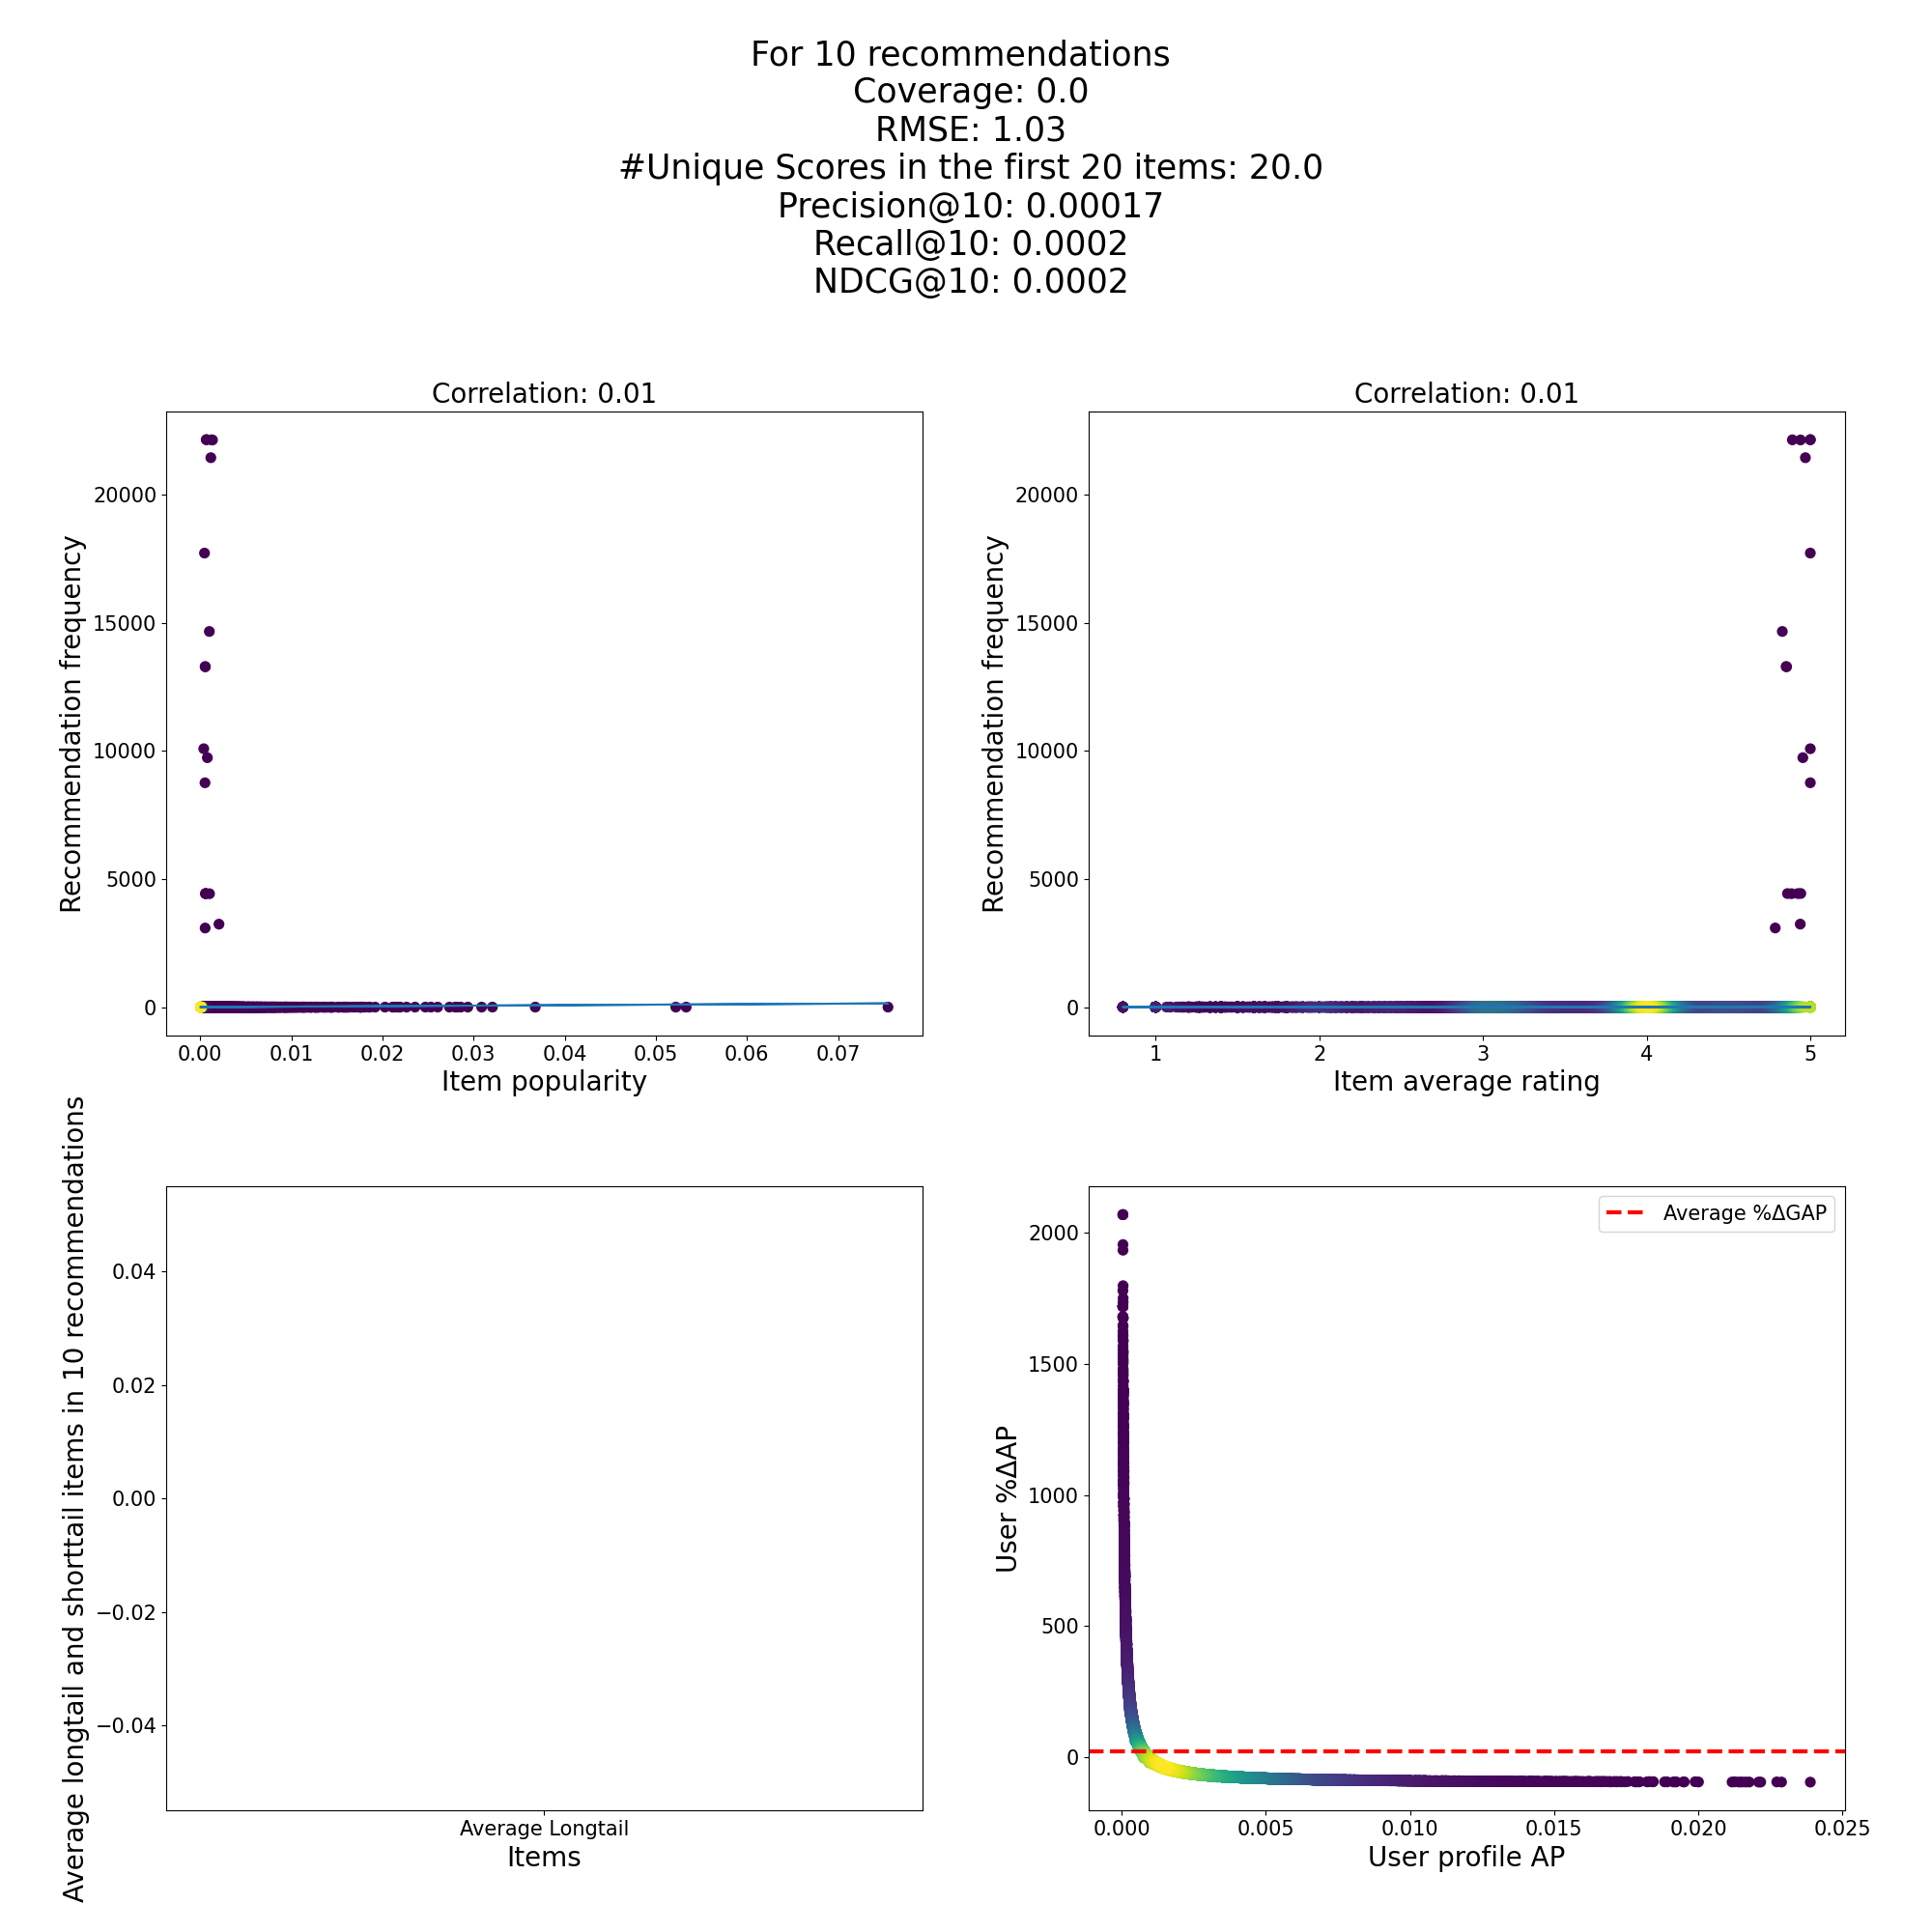 For 10 recommendations
Coverage: 0.0
RMSE: 1.03
#Unique Scores in the first 20 items: 20.0
Precision@10: 0.00017
Recall@10: 0.0002
NDCG@10: 0.0002
Correlation: 0.01
Recommendation frequency
20000
15000
10000
5000
0
0.00 0.01 0.02 0.03 0.04 0.05 0.06 0.07
Item popularity
Correlation: 0.01
Recommendation frequency
20000
15000
10000
5000
0
1 2 3 4 5
Item average rating
Average longtail and shorttail items in 10 recommendations
0.04
0.02
0.00
−0.02
−0.04
Average Longtail
Items
Average %ΔGAP
User %ΔAP
2000
1500
1000
500
0
0.000 0.005 0.010 0.015 0.020 0.025
User profile AP